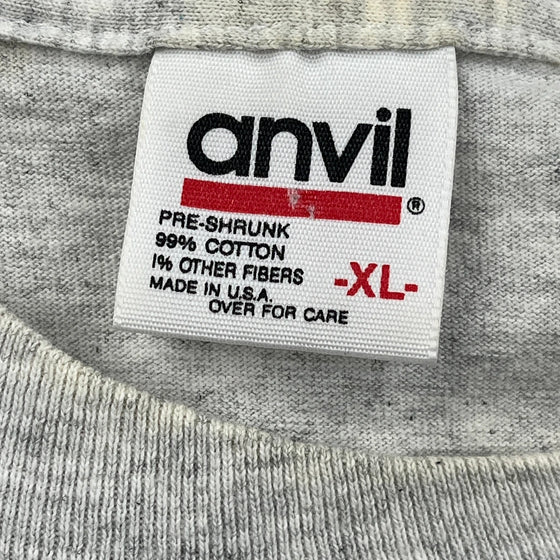 anvil
®
PRE-SHRUNK
99% COTTON
1% OTHER FIBERS
-XL-
MADE IN U.S.A.
OVER FOR CARE